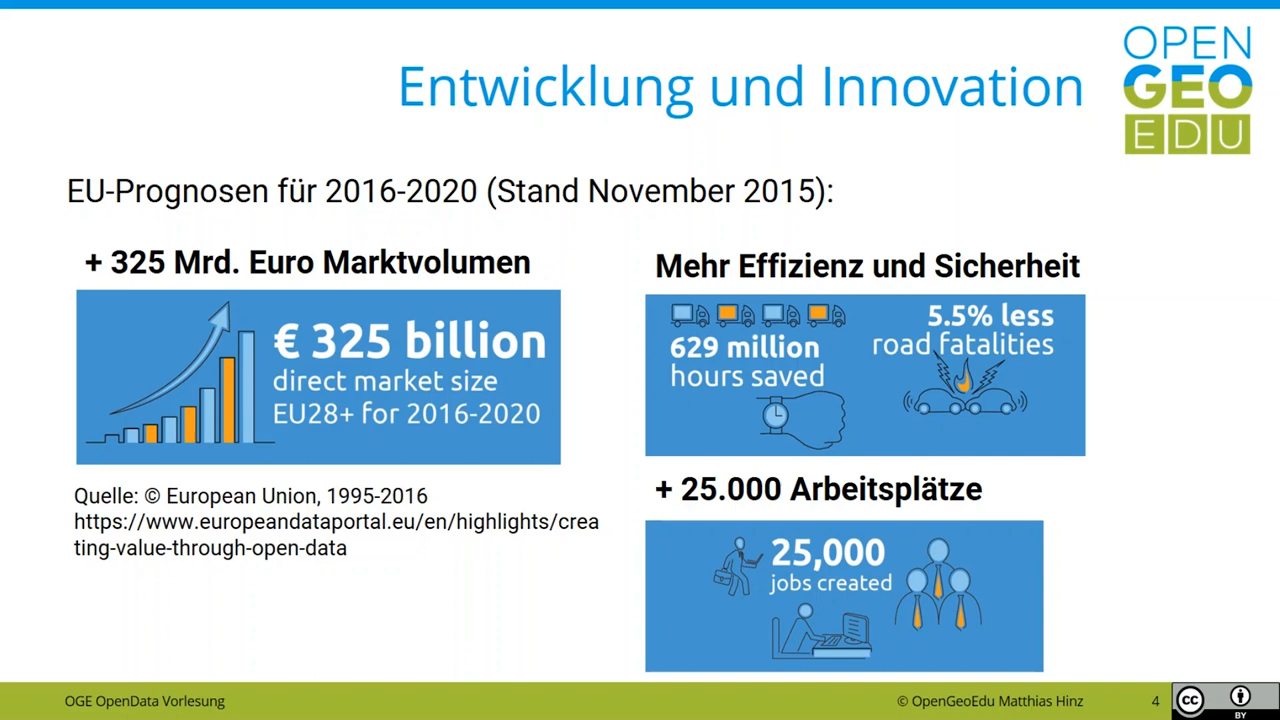 OPEN
GEO
EDU
Entwicklung und Innovation
EU-Prognosen für 2016-2020 (Stand November 2015):
+ 325 Mrd. Euro Marktvolumen
€ 325 billion
direct market size
EU28+ for 2016-2020
Quelle: © European Union, 1995-2016
https://www.europeandataportal.eu/en/highlights/crea
ting-value-through-open-data
Mehr Effizienz und Sicherheit
629 million
hours saved
5.5% less
road fatalities
+ 25.000 Arbeitsplätze
25,000
jobs created
OGE OpenData Vorlesung
© OpenGeoEdu Matthias Hinz
4
cc
BY